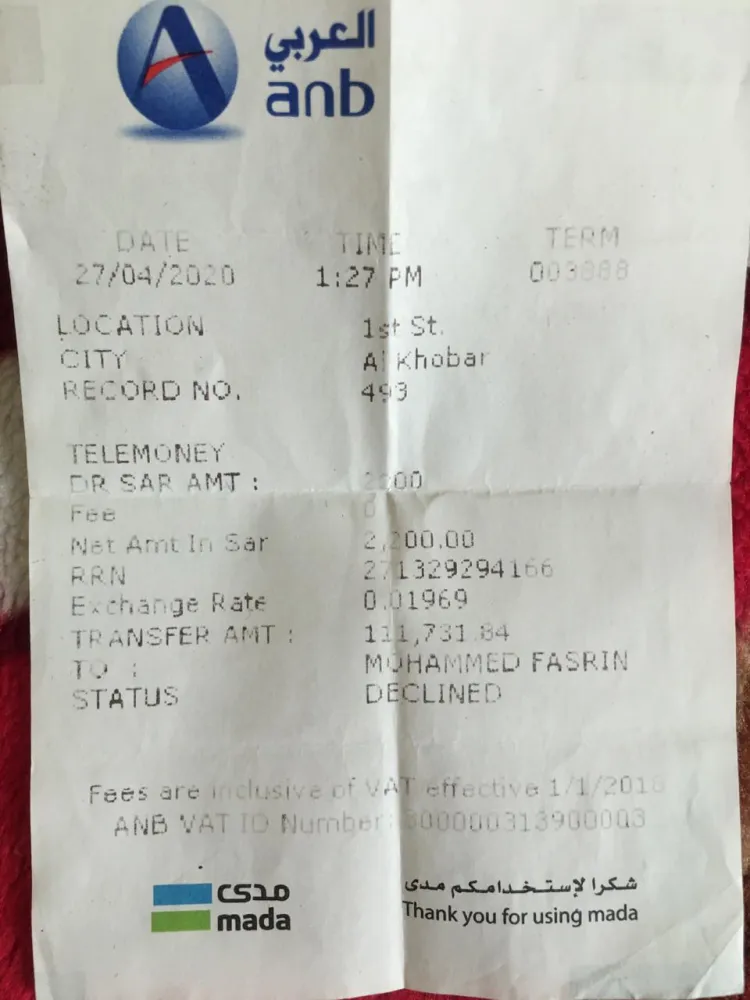 العربي
anb
DATE TIME TERM
27/04/2020 1:27 PM 003888
LOCATION 1st St.
CITY Al Khobar
RECORD NO. 493
TELEMONEY
DR SAR AMT :
Fee 0
Net Amt In Sar 2,200.00
RRN 271329294166
Exchange Rate 0.01969
TRANSFER AMT : 111,731.84
TO : MOHAMMED FASRIN
STATUS DECLINED
Fees are inclusive of VAT effective 1/1/2018
ANB VAT ID Number:
مدى
mada
شكرا لإستخدامكم مدى
Thank you for using mada